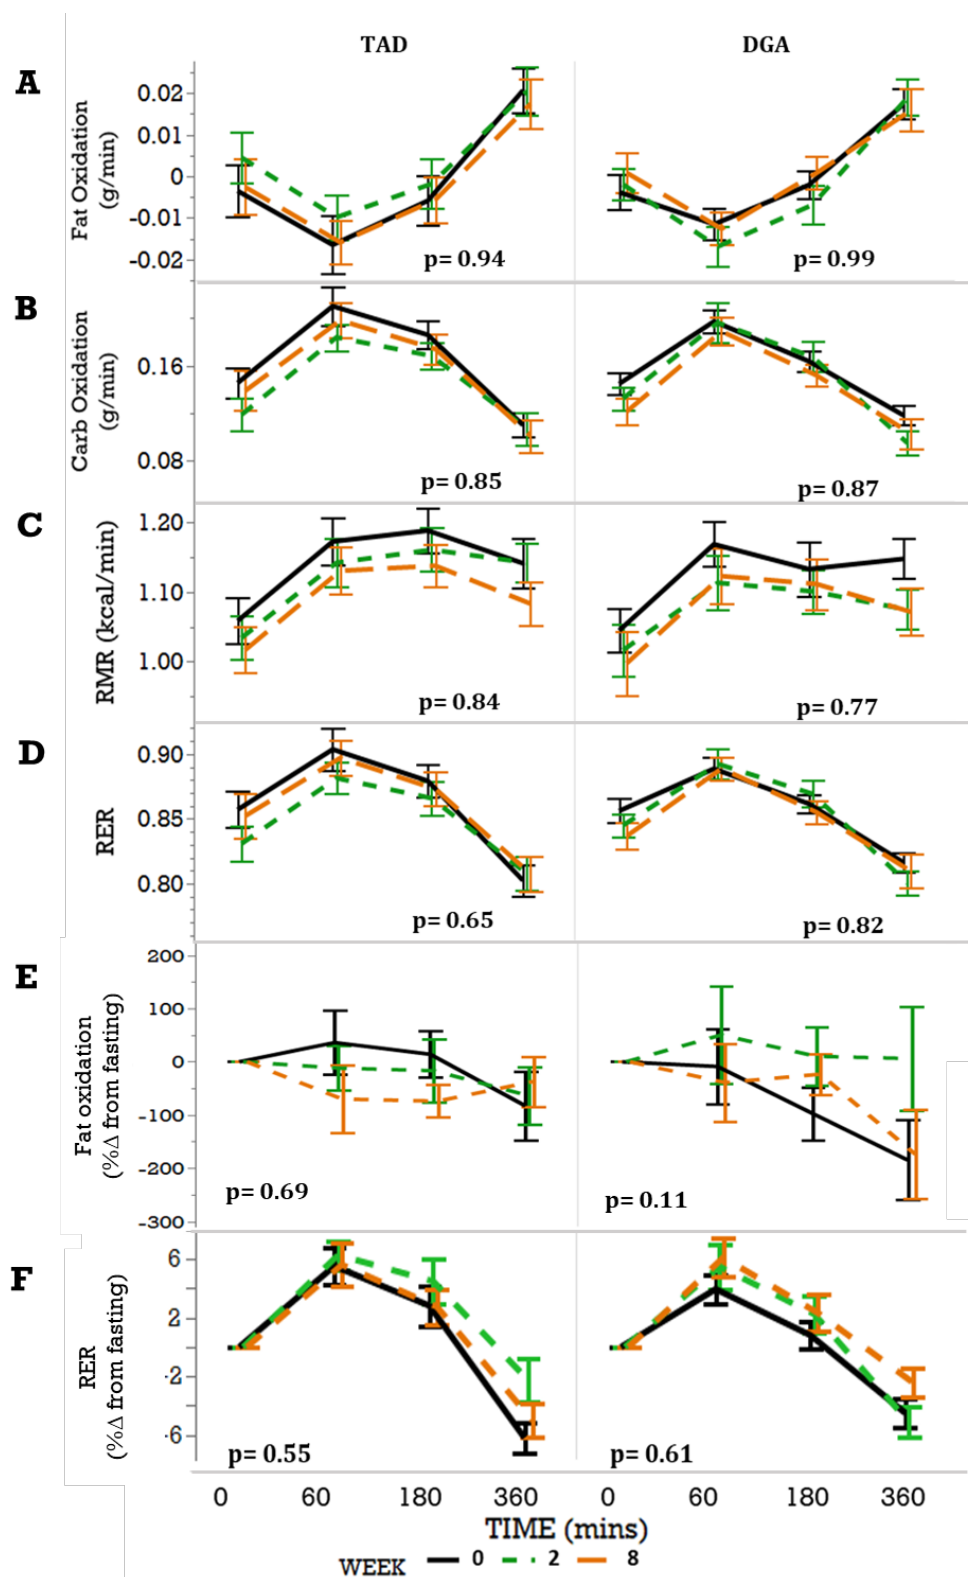 TAD DGA
A
Fat Oxidation
(g/min)
0.02
0.01
0
-0.01
-0.02
p= 0.94 p= 0.99
B
Carb Oxidation
(g/min)
0.16
0.08
p= 0.85 p= 0.87
C
RMR (kcal/min)
1.20
1.10
1.00
p= 0.84 p= 0.77
D
RER
0.90
0.85
0.80
p= 0.65 p= 0.82
E
Fat oxidation
(%Δ from fasting)
200
100
0
-100
-200
-300
p= 0.69 p= 0.11
F
RER
(%Δ from fasting)
6
2
-2
-6
p= 0.55 p= 0.61
0 60 180 360 0 60 180 360
TIME (mins)
WEEK 0 2 8